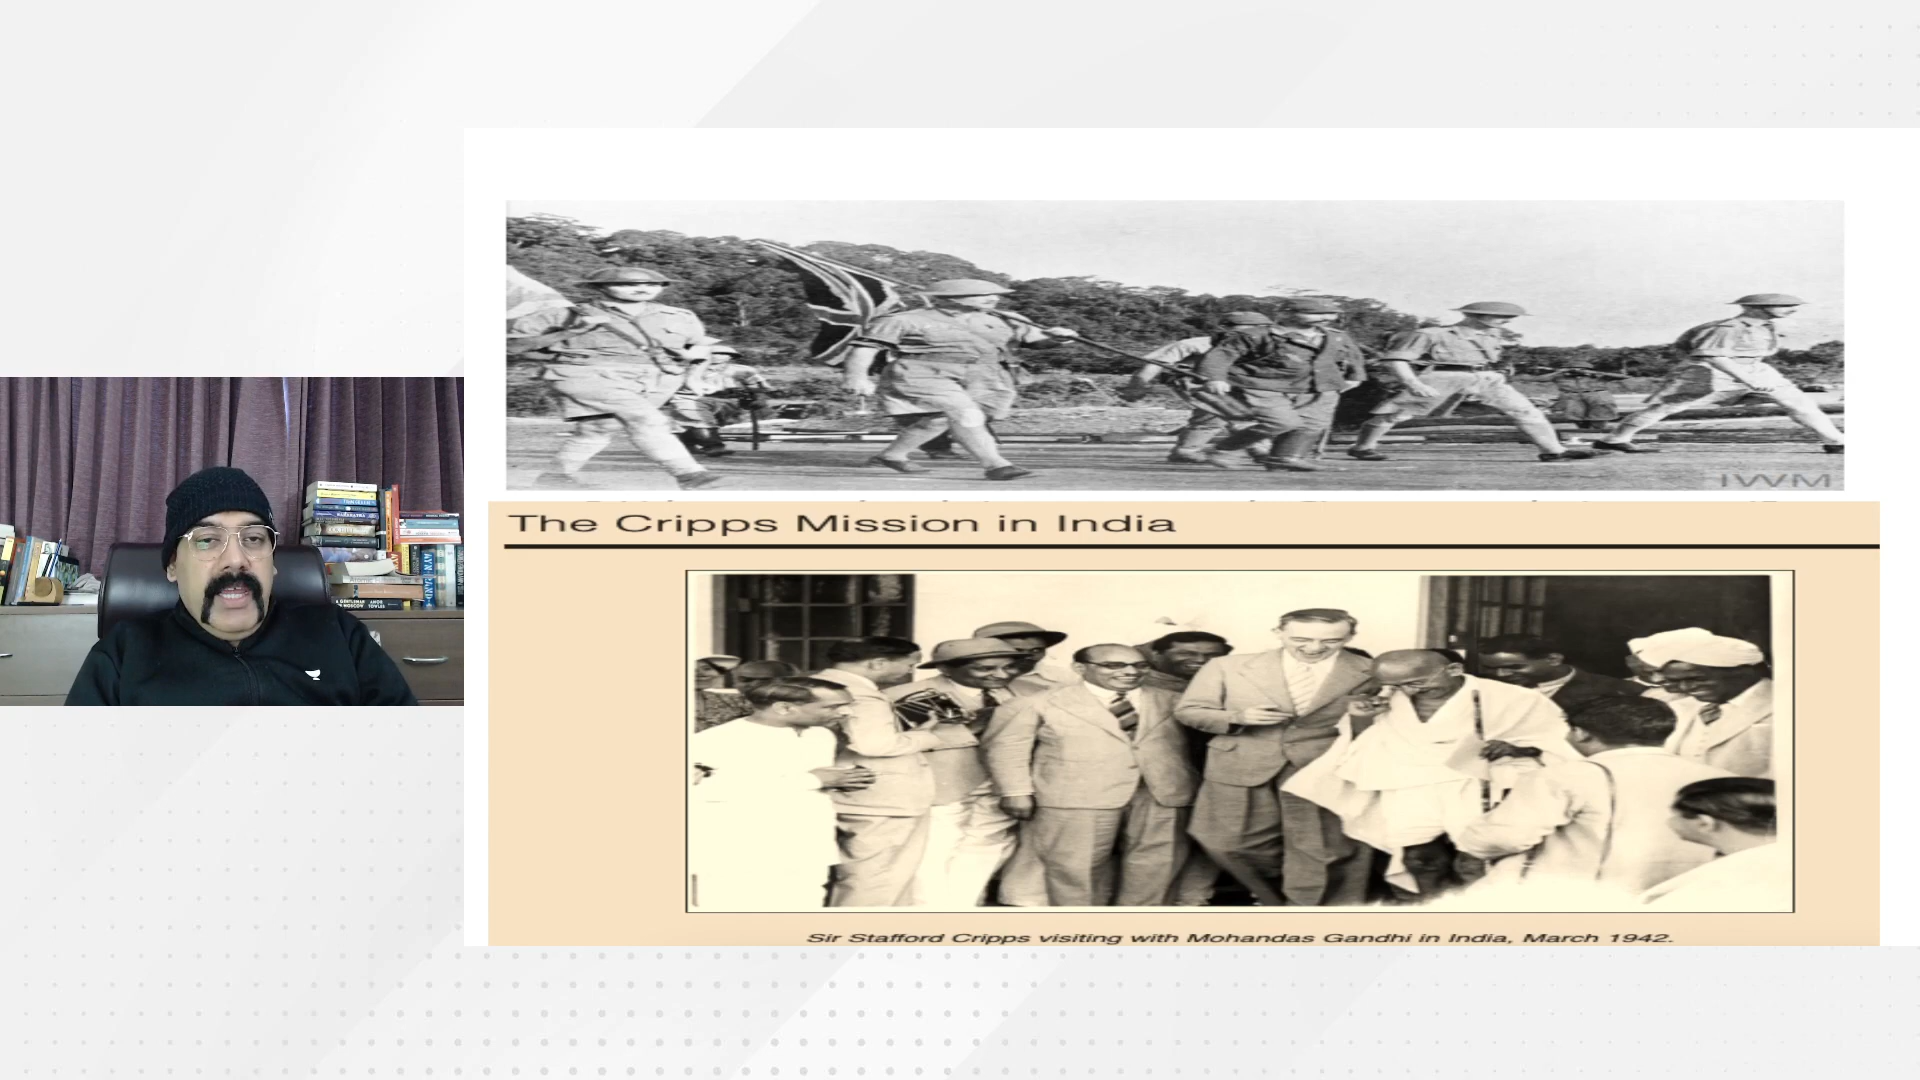 IWM
The Cripps Mission in India
Sir Stafford Cripps visiting with Mohandas Gandhi in India, March 1942.